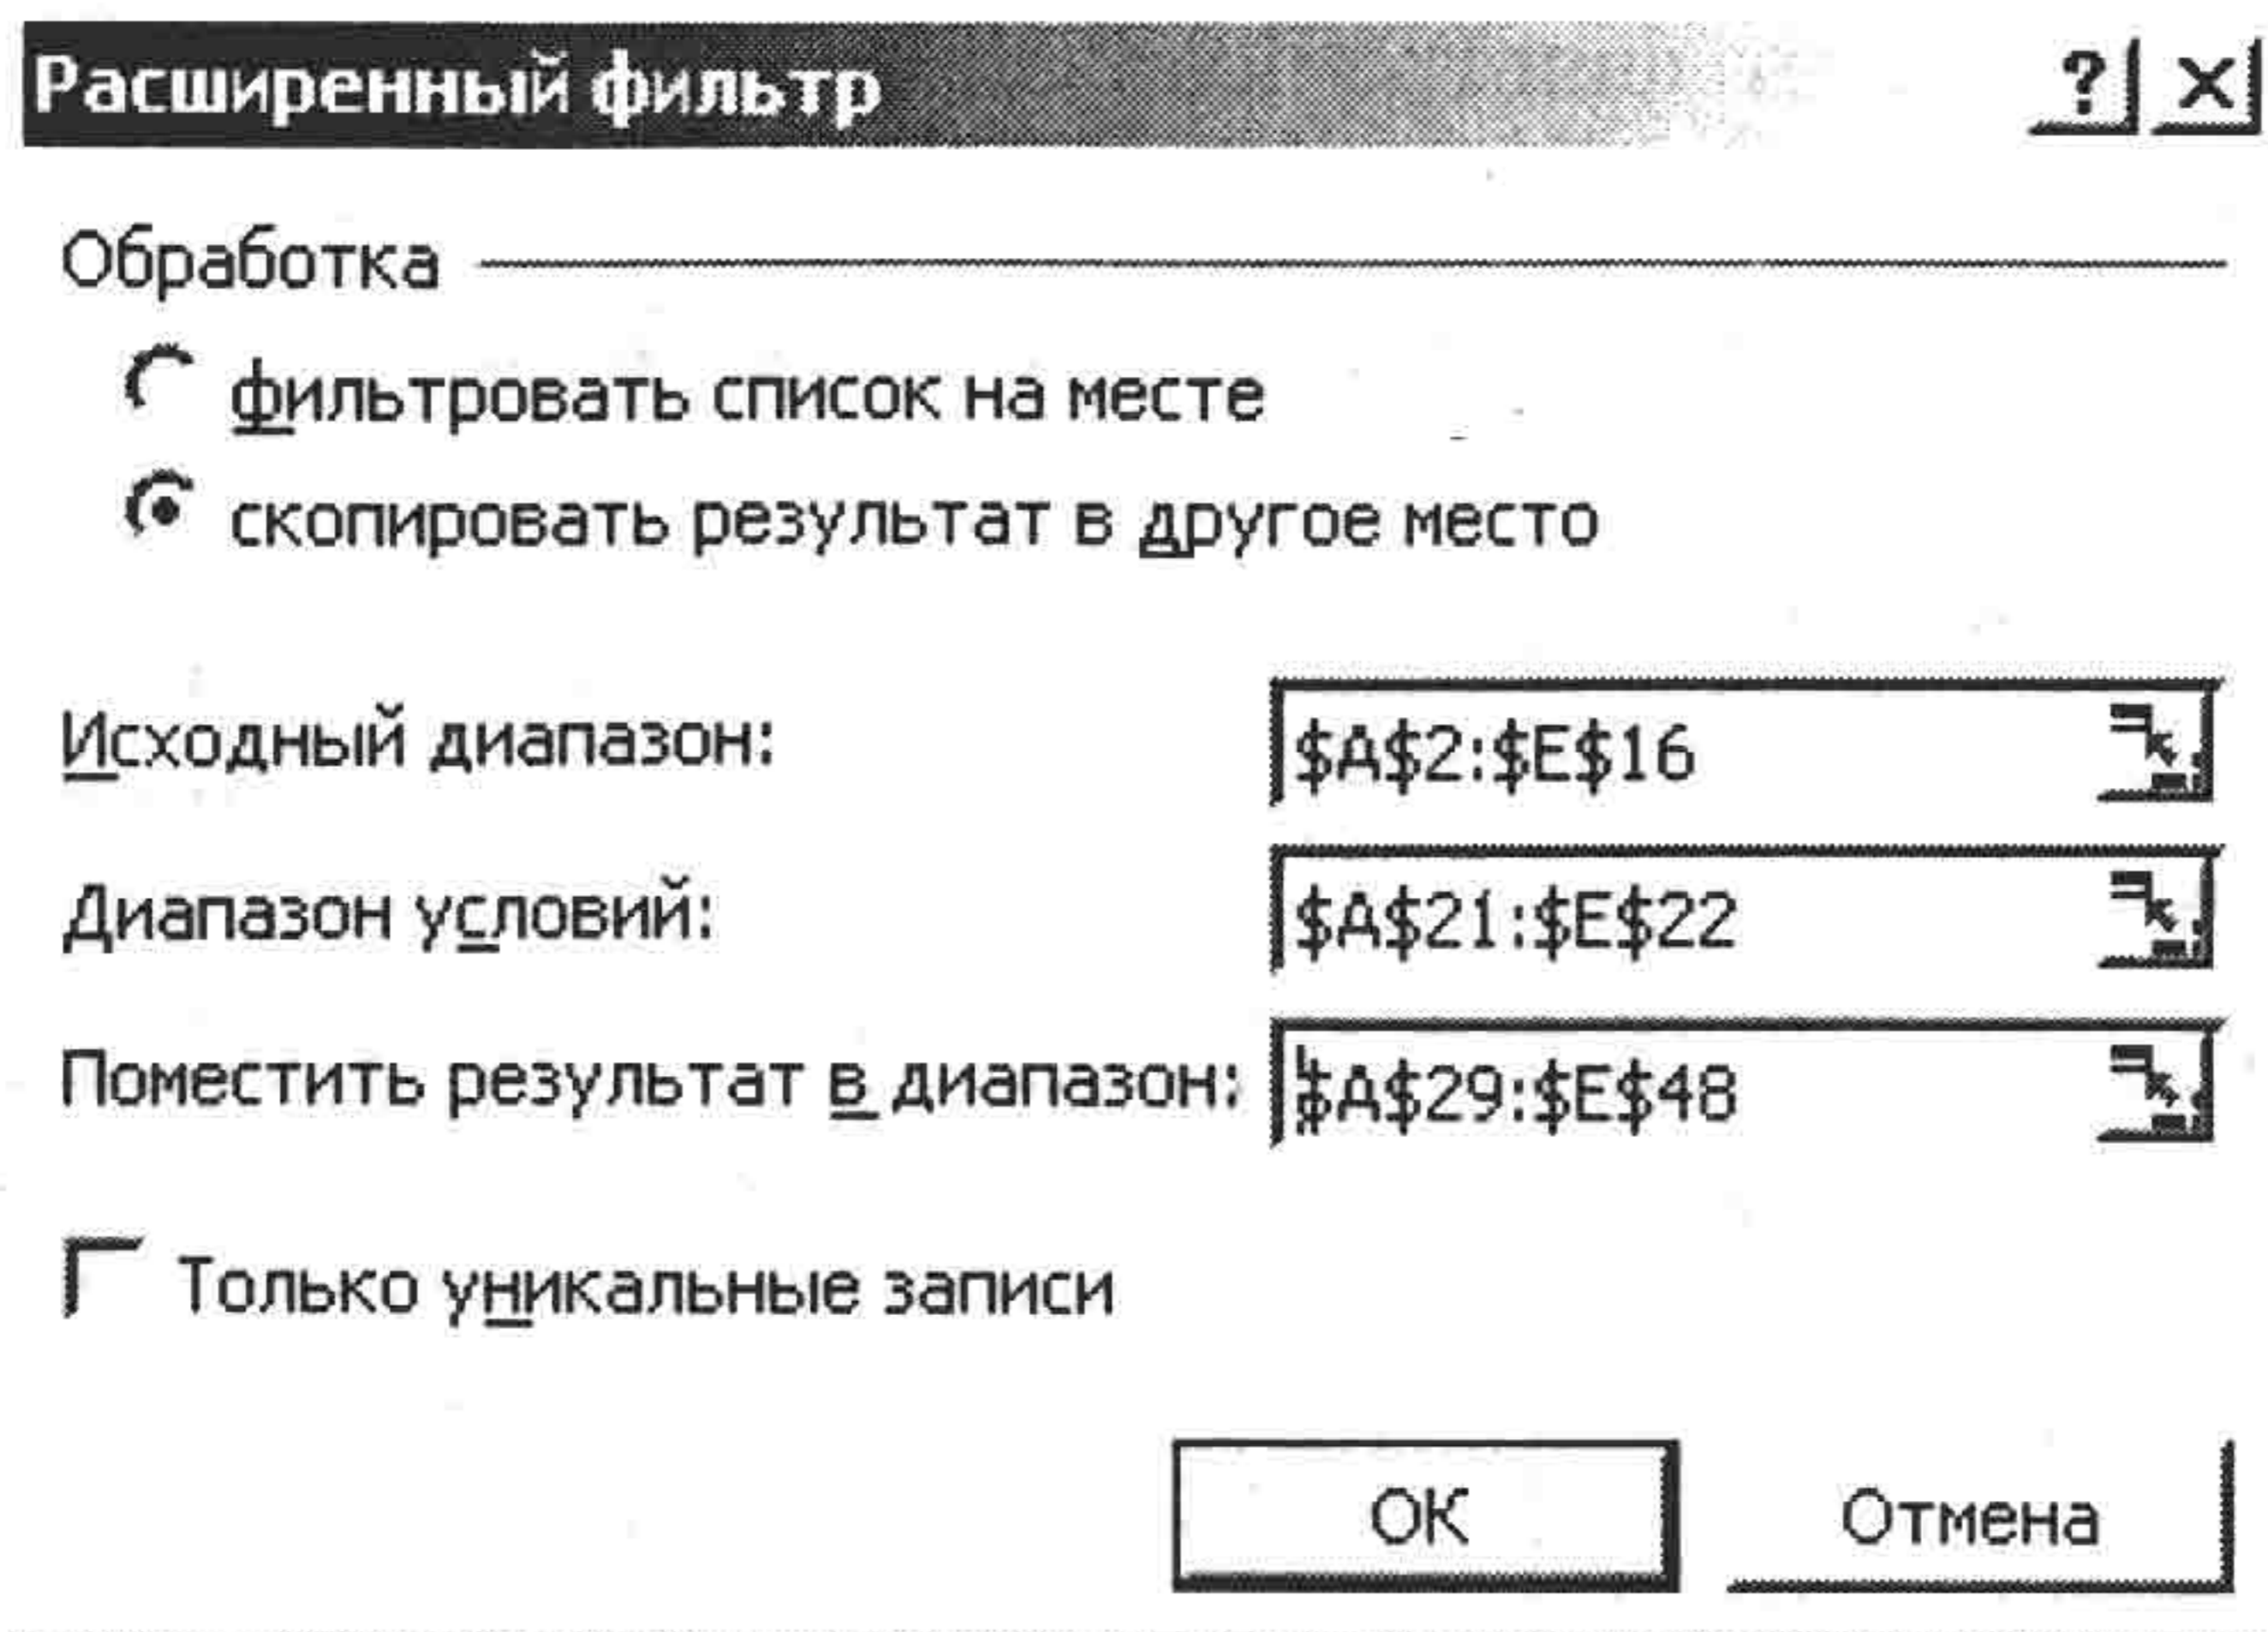 Расширенный фильтр ? X
Обработка
фильтровать список на месте
скопировать результат в другое место
Исходный диапазон: $A$2:$E$16
Диапазон условий: $A$21:$E$22
Поместить результат в диапазон: $A$29:$E$48
Только уникальные записи
ОК Отмена